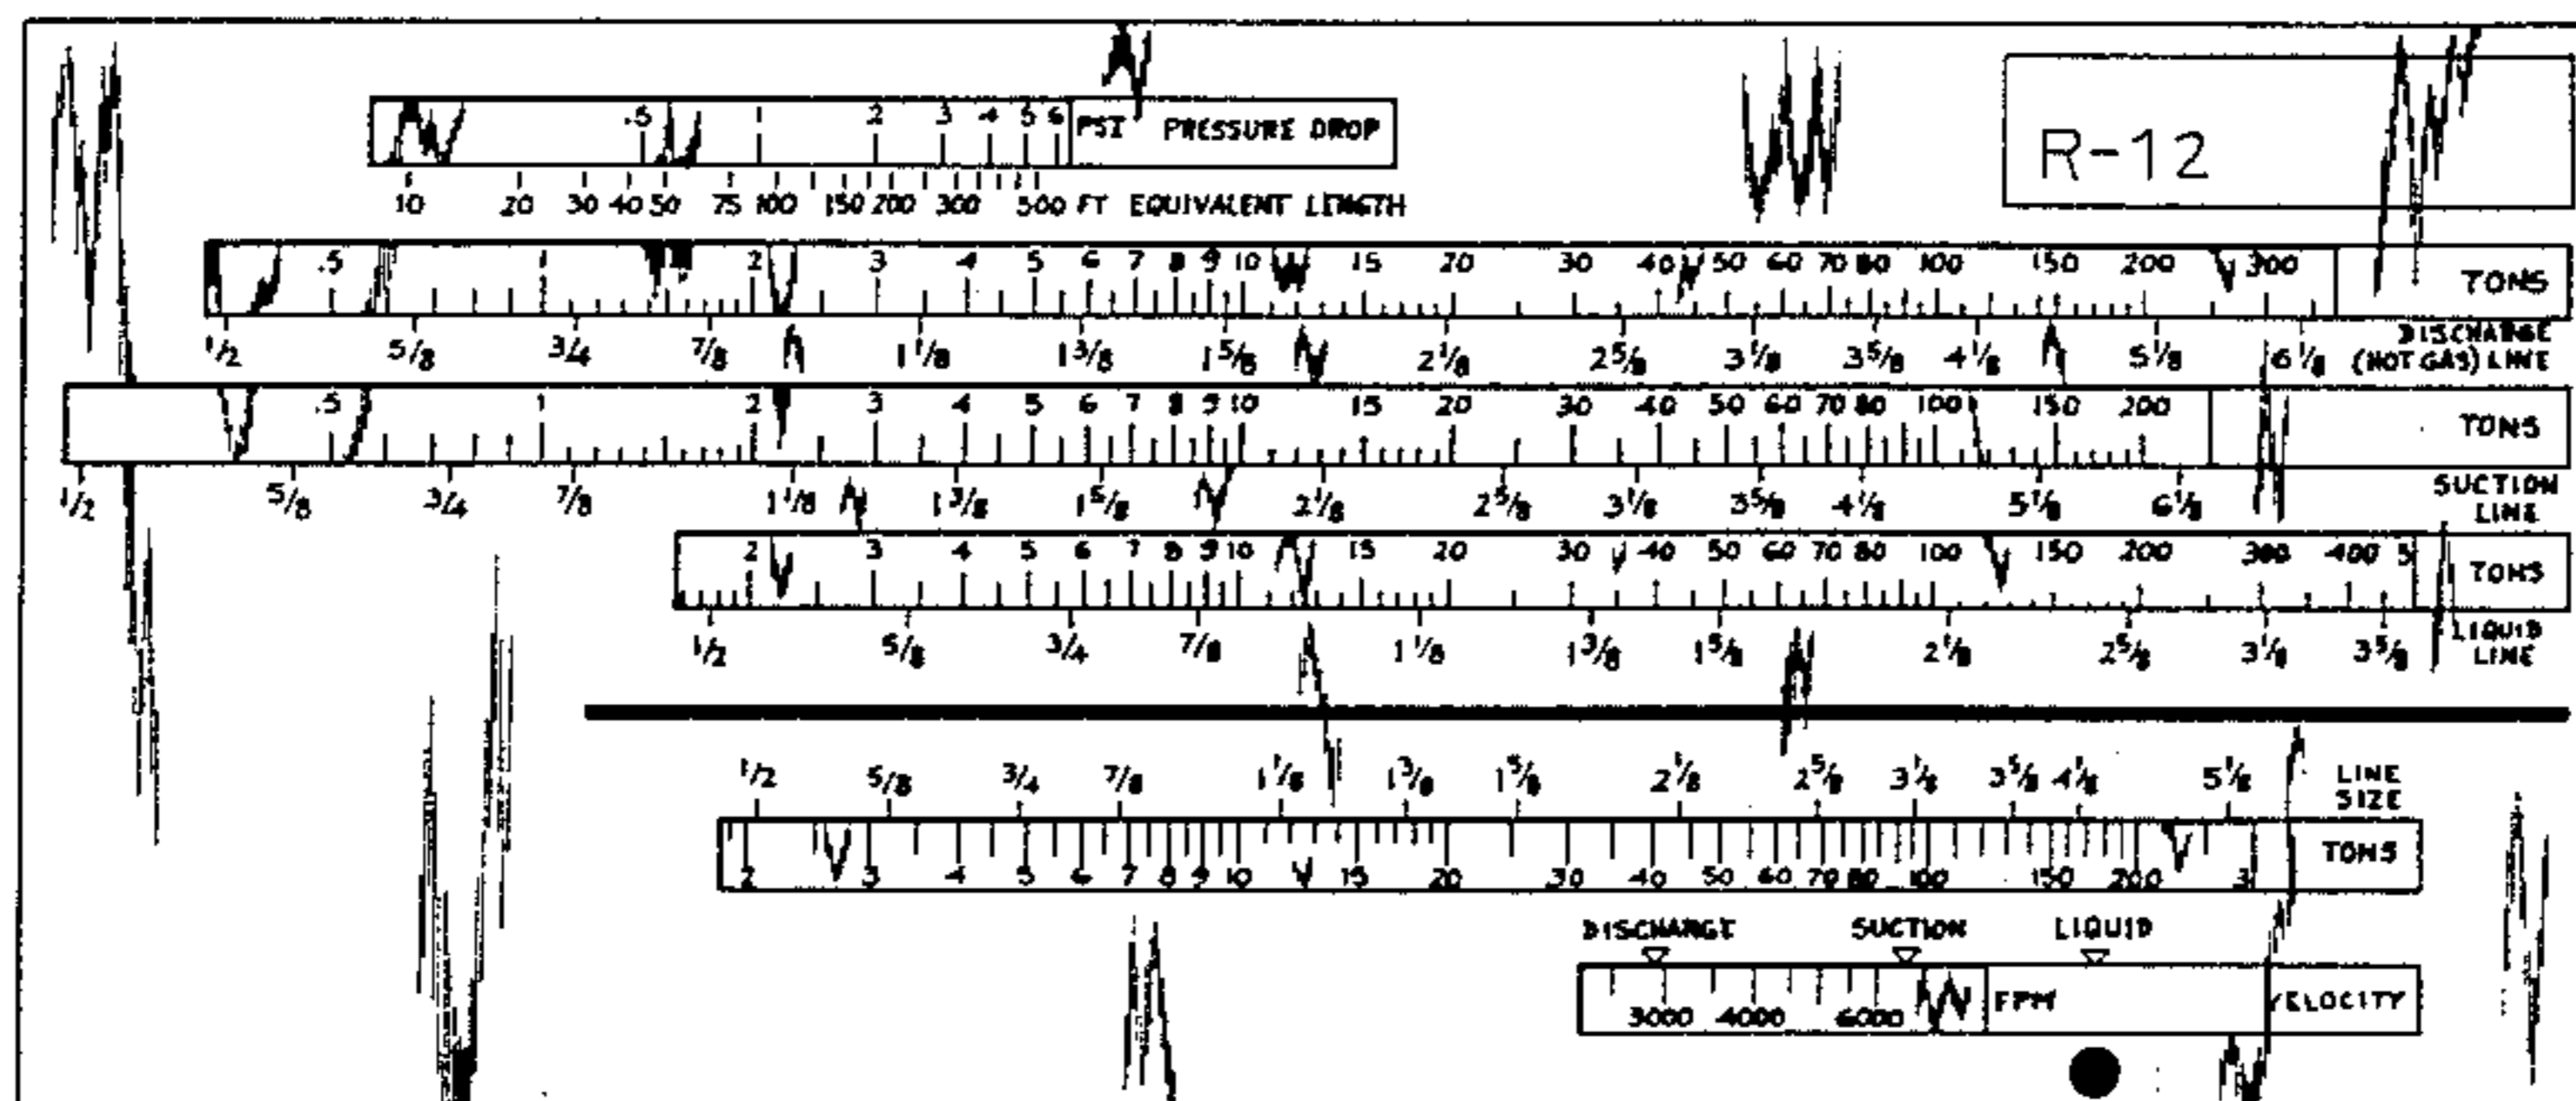 .5 1 2 3 4 5 6 PSI PRESSURE DROP
R-12
10 20 30 40 50 75 100 150 200 300 500 FT EQUIVALENT LENGTH
.5 1 2 3 4 5 6 7 8 9 10 15 20 30 40 50 60 70 80 100 150 200 300 TONS
1/2 5/8 3/4 7/8 1 1/8 1 3/8 1 5/8 2 1/8 2 5/8 3 1/8 3 5/8 4 1/8 5 1/8 6 1/8 DISCHARGE
(HOT GAS) LINE
.5 1 2 3 4 5 6 7 8 9 10 15 20 30 40 50 60 70 80 100 150 200 TONS
1/2 5/8 3/4 7/8 1 1/8 1 3/8 1 5/8 2 1/8 2 5/8 3 1/8 3 5/8 4 1/8 5 1/8 6 1/8 SUCTION
LINE
2 3 4 5 6 7 8 9 10 15 20 30 40 50 60 70 80 100 150 200 300 400 5 TONS
1/2 5/8 3/4 7/8 1 1/8 1 3/8 1 5/8 2 1/8 2 5/8 3 1/8 3 5/8 LIQUID
LINE
1/2 5/8 3/4 7/8 1 1/8 1 3/8 1 5/8 2 1/8 2 5/8 3 1/8 3 5/8 4 1/8 5 1/8 LINE
SIZE
2 3 4 5 6 7 8 9 10 15 20 30 40 50 60 70 80 100 150 200 3 TONS
DISCHARGE SUCTION LIQUID
3000 4000 6000 FPM VELOCITY